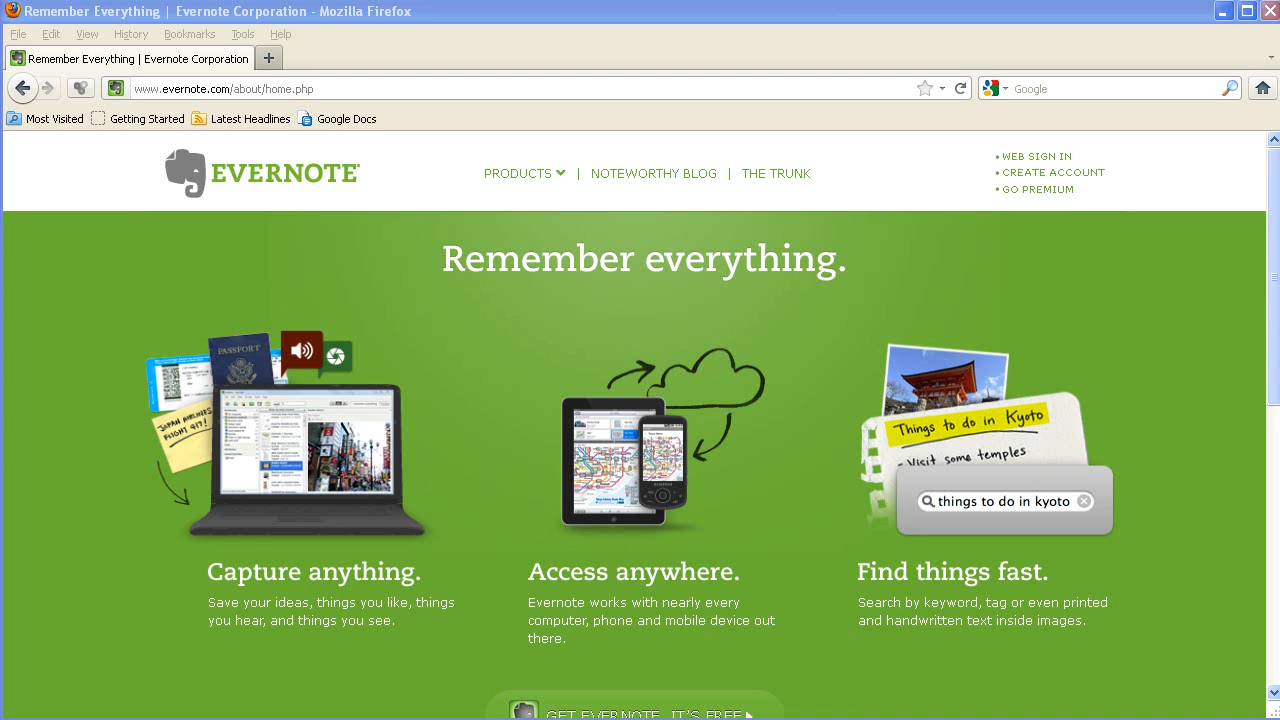 Remember Everything | Evernote Corporation - Mozilla Firefox
File Edit View History Bookmarks Tools Help
Remember Everything | Evernote Corporation
www.evernote.com/about/home.php
Google
Most Visited Getting Started Latest Headlines Google Docs
EVERNOTE
PRODUCTS | NOTEWORTHY BLOG | THE TRUNK
• WEB SIGN IN
• CREATE ACCOUNT
• GO PREMIUM
Remember everything.
PASSPORT
SPAN AIRLINES
FLIGHT 417!
Things to do in Kyoto
- Visit some temples
things to do in kyoto
Capture anything.
Save your ideas, things you like, things
you hear, and things you see.
Access anywhere.
Evernote works with nearly every
computer, phone and mobile device out
there.
Find things fast.
Search by keyword, tag or even printed
and handwritten text inside images.
GET EVERNOTE, IT'S FREE